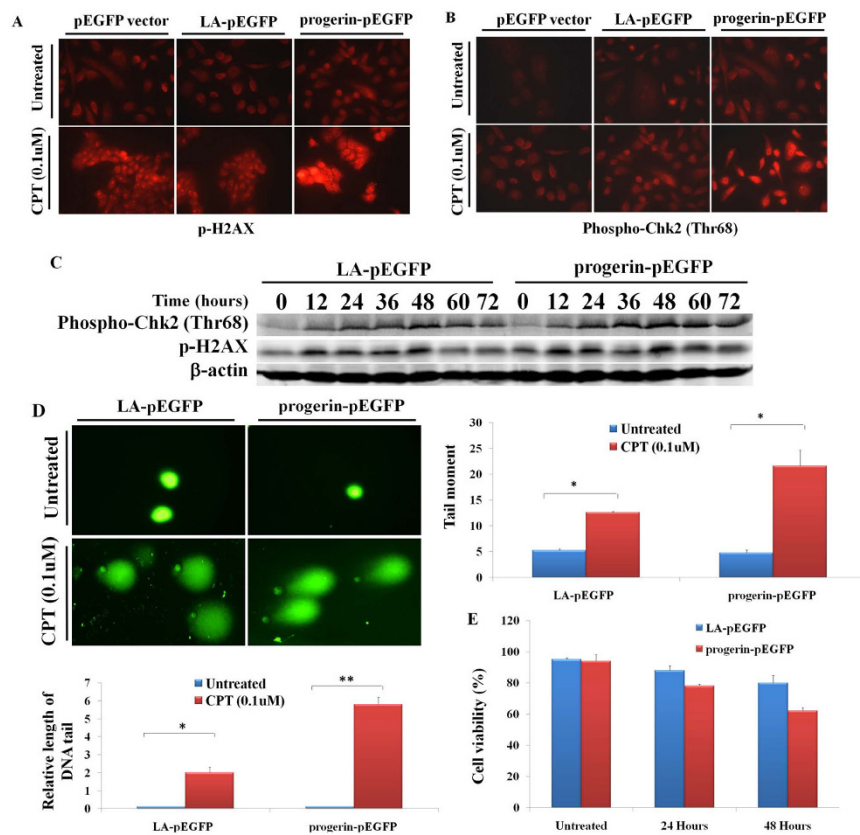 A
pEGFP vector LA-pEGFP progerin-pEGFP
Untreated
CPT (0.1uM)
p-H2AX
B
pEGFP vector LA-pEGFP progerin-pEGFP
Untreated
CPT (0.1uM)
Phospho-Chk2 (Thr68)
C
LA-pEGFP progerin-pEGFP
Time (hours) 0 12 24 36 48 60 72 0 12 24 36 48 60 72
Phospho-Chk2 (Thr68)
p-H2AX
β-actin
D
LA-pEGFP progerin-pEGFP
Untreated
CPT (0.1uM)
Tail moment
30
25
20
15
10
5
0
Untreated
CPT (0.1uM)
*
*
LA-pEGFP progerin-pEGFP
Relative length of
DNA tail
7
6
5
4
3
2
1
0
Untreated
CPT (0.1uM)
*
**
LA-pEGFP progerin-pEGFP
E
Cell viability (%)
120
100
80
60
40
20
0
LA-pEGFP
progerin-pEGFP
Untreated 24 Hours 48 Hours